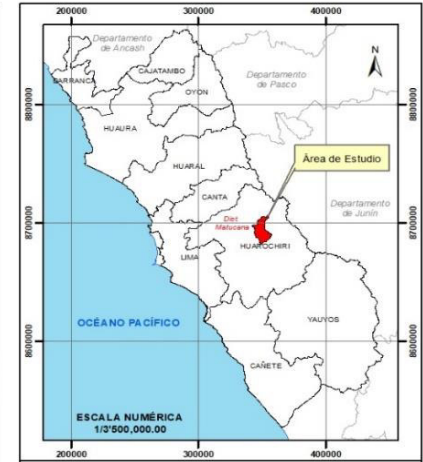 200000
300000
400000
Departamento
de Ancash
CAJATAMBO
BARRANCA
OYON
Departamento
de Pasco
N
8800000
8800000
HUAURA
HUARAL
Área de Estudio
CANTA
Departamento
de Junín
Dist.
Matucana
8700000
8700000
LIMA
HUAROCHIRI
OCÉANO PACÍFICO
YAUYOS
8600000
8600000
CAÑETE
ESCALA NUMÉRICA
1/3'500,000.00
200000
300000
400000